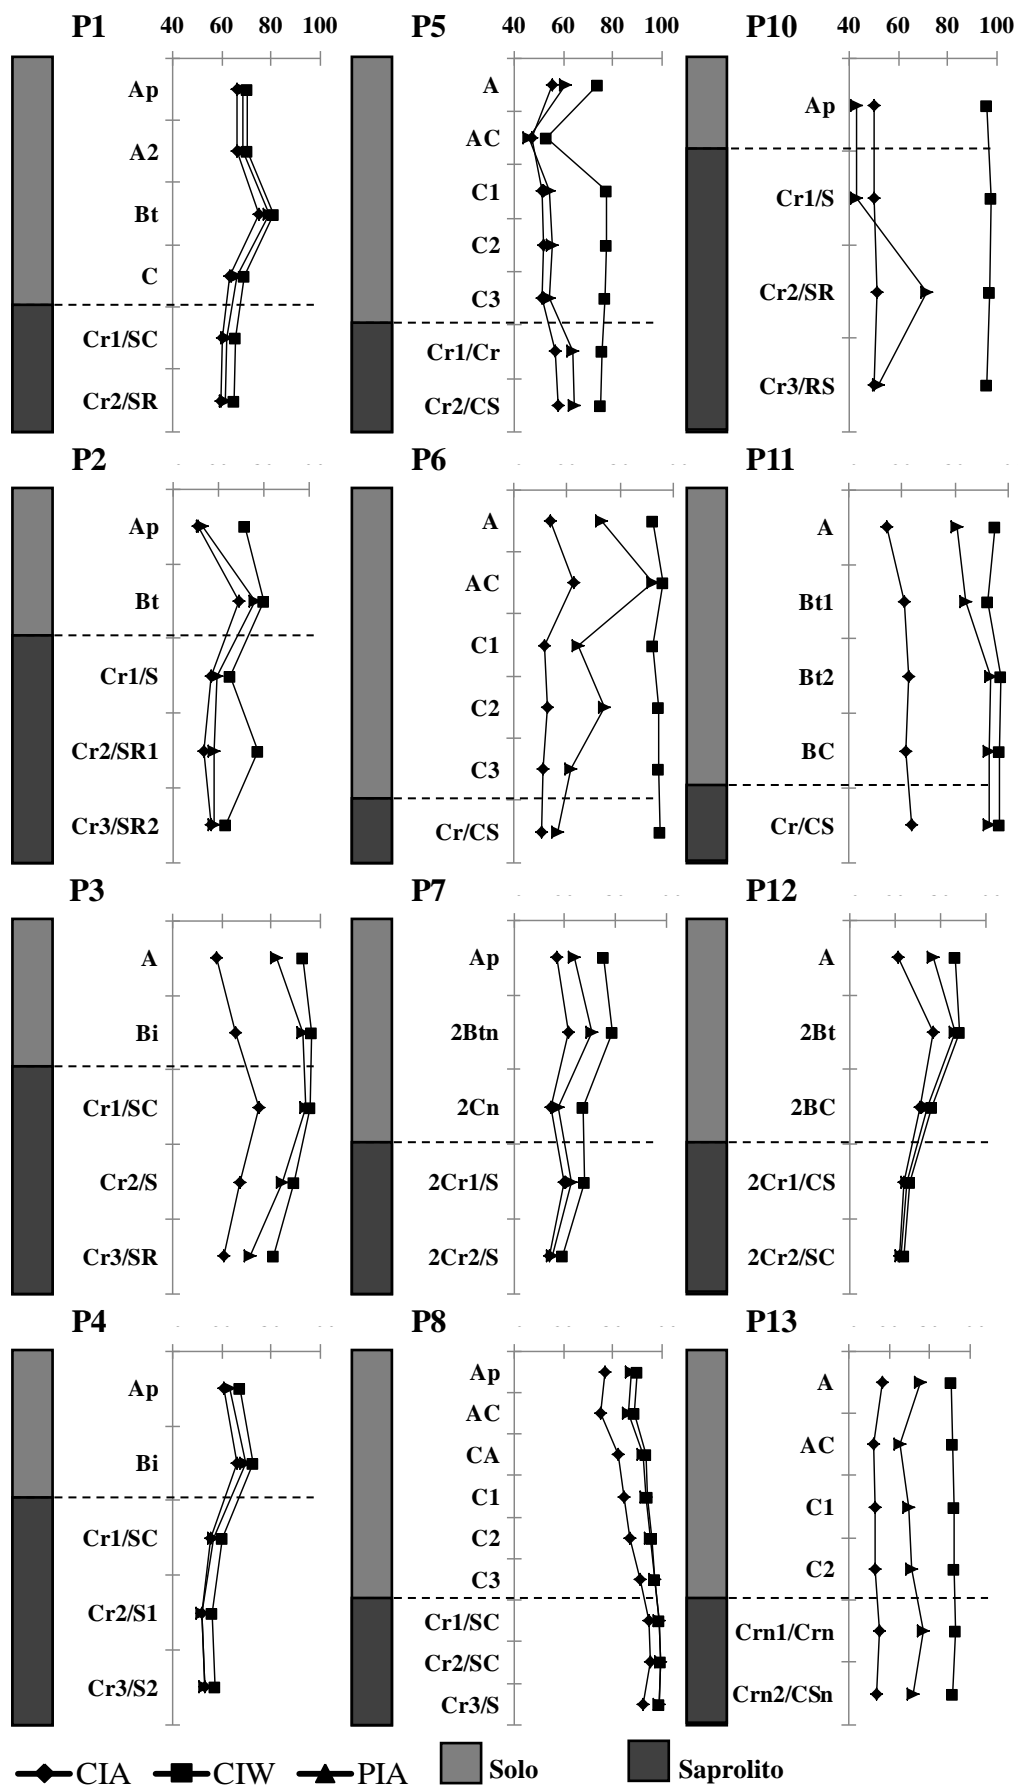 P1 40 60 80 100
Ap
A2
Bt
C
Cr1/SC
Cr2/SR
P5 40 60 80 100
A
AC
C1
C2
C3
Cr1/Cr
Cr2/CS
P10 40 60 80 100
Ap
Cr1/S
Cr2/SR
Cr3/RS
P2
Ap
Bt
Cr1/S
Cr2/SR1
Cr3/SR2
P6
A
AC
C1
C2
C3
Cr/CS
P11
A
Bt1
Bt2
BC
Cr/CS
P3
A
Bi
Cr1/SC
Cr2/S
Cr3/SR
P7
Ap
2Btn
2Cn
2Cr1/S
2Cr2/S
P12
A
2Bt
2BC
2Cr1/CS
2Cr2/SC
P4
Ap
Bi
Cr1/SC
Cr2/S1
Cr3/S2
P8
Ap
AC
CA
C1
C2
C3
Cr1/SC
Cr2/SC
Cr3/S
P13
A
AC
C1
C2
Crn1/Crn
Crn2/CSn
CIA CIW PIA Solo Saprolito